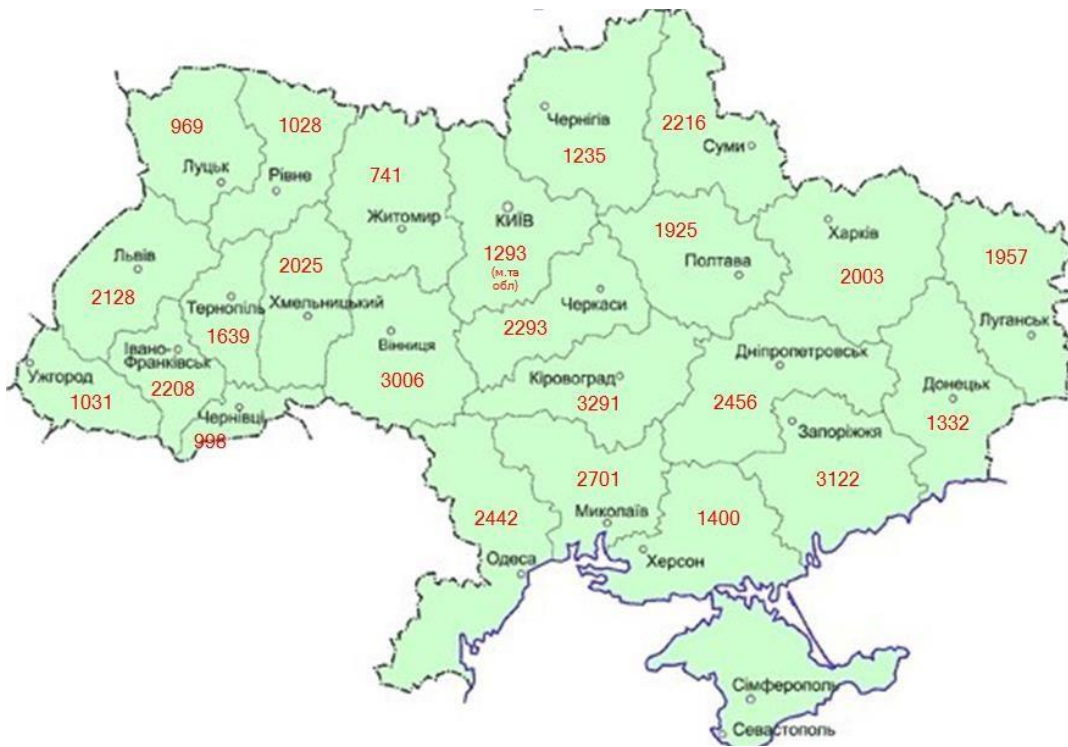 Чернігів
1235
2216
Суми
969
Луцьк
1028
Рівне
741
Житомир
КИЇВ
1293
(м.та
обл)
1925
Полтава
Харків
2003
1957
Луганськ
Львів
2128
Тернопіль
1639
2025
Хмельницький
Черкаси
2293
Вінниця
3006
Івано-
Франківськ
2208
Ужгород
1031
Чернівці
998
Кіровоград
3291
Дніпропетровськ
2456
Донецьк
1332
Запоріжжя
3122
2701
Миколаїв
2442
Одеса
1400
Херсон
Сімферополь
Севастополь